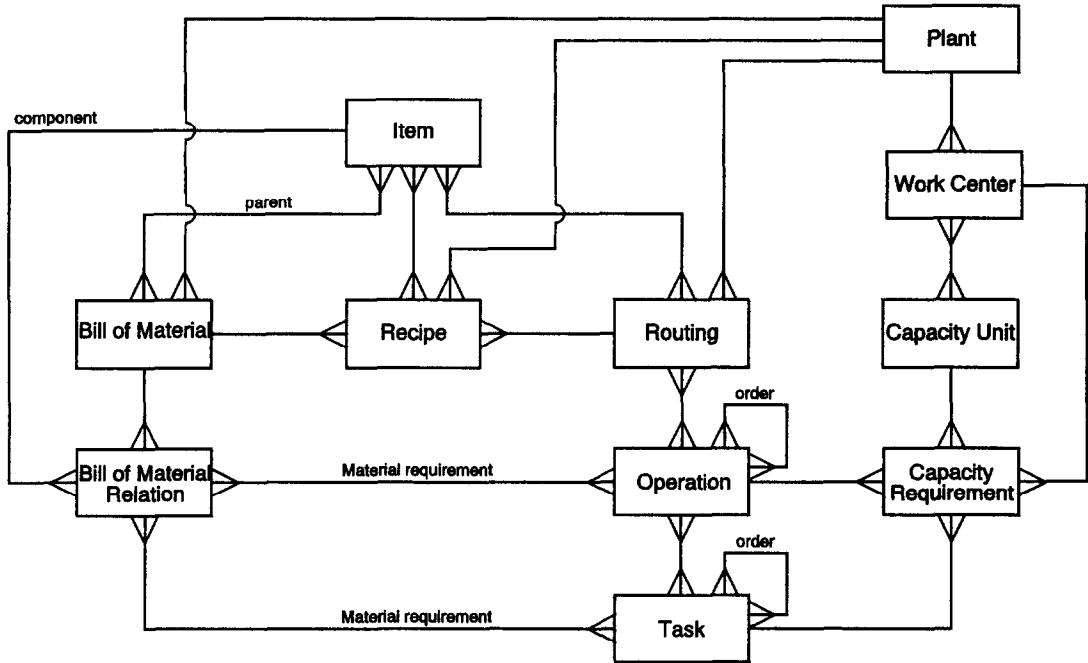 Plant
component
Item
Work Center
parent
Bill of Material
Recipe
Routing
Capacity Unit
order
Bill of Material
Relation
Material requirement
Operation
Capacity
Requirement
order
Material requirement
Task